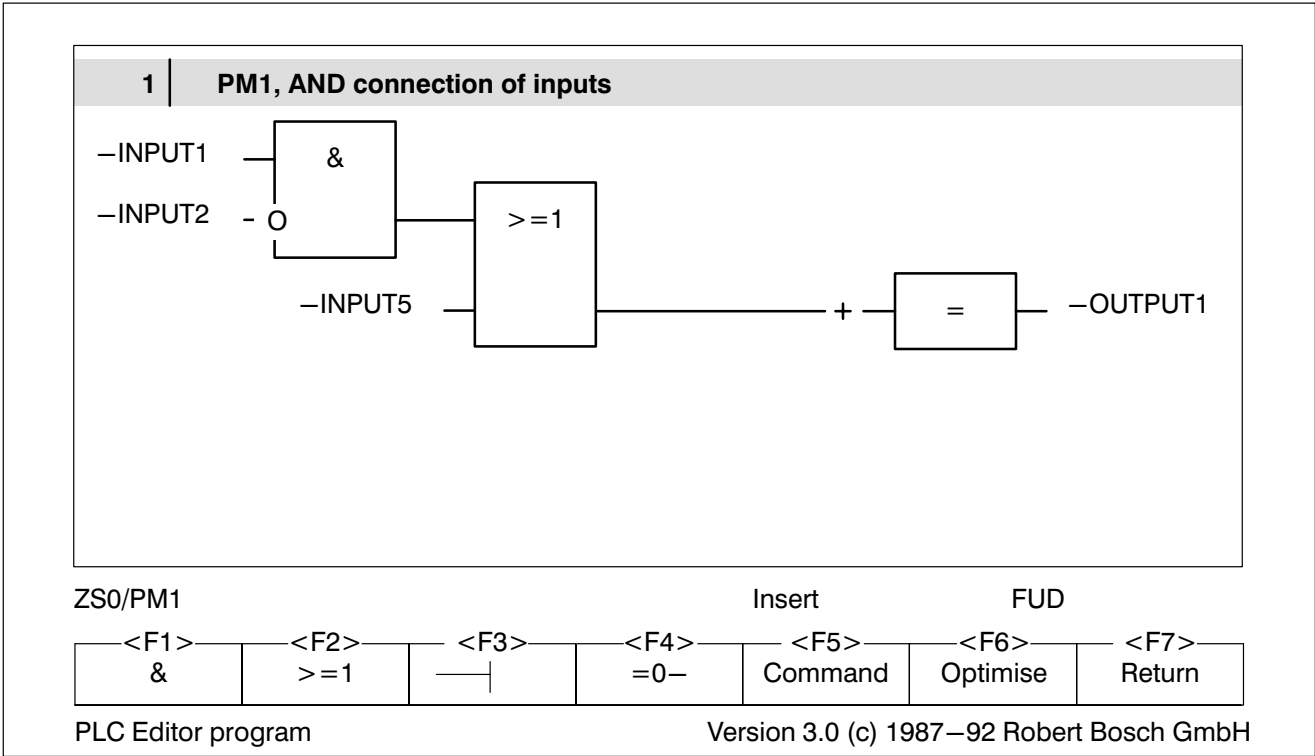 1 PM1, AND connection of inputs
−INPUT1 &
−INPUT2 - O >=1
−INPUT5 + = −OUTPUT1
ZS0/PM1 Insert FUD
<F1> <F2> <F3> <F4> <F5> <F6> <F7>
& >=1 =0− Command Optimise Return
PLC Editor program Version 3.0 (c) 1987−92 Robert Bosch GmbH